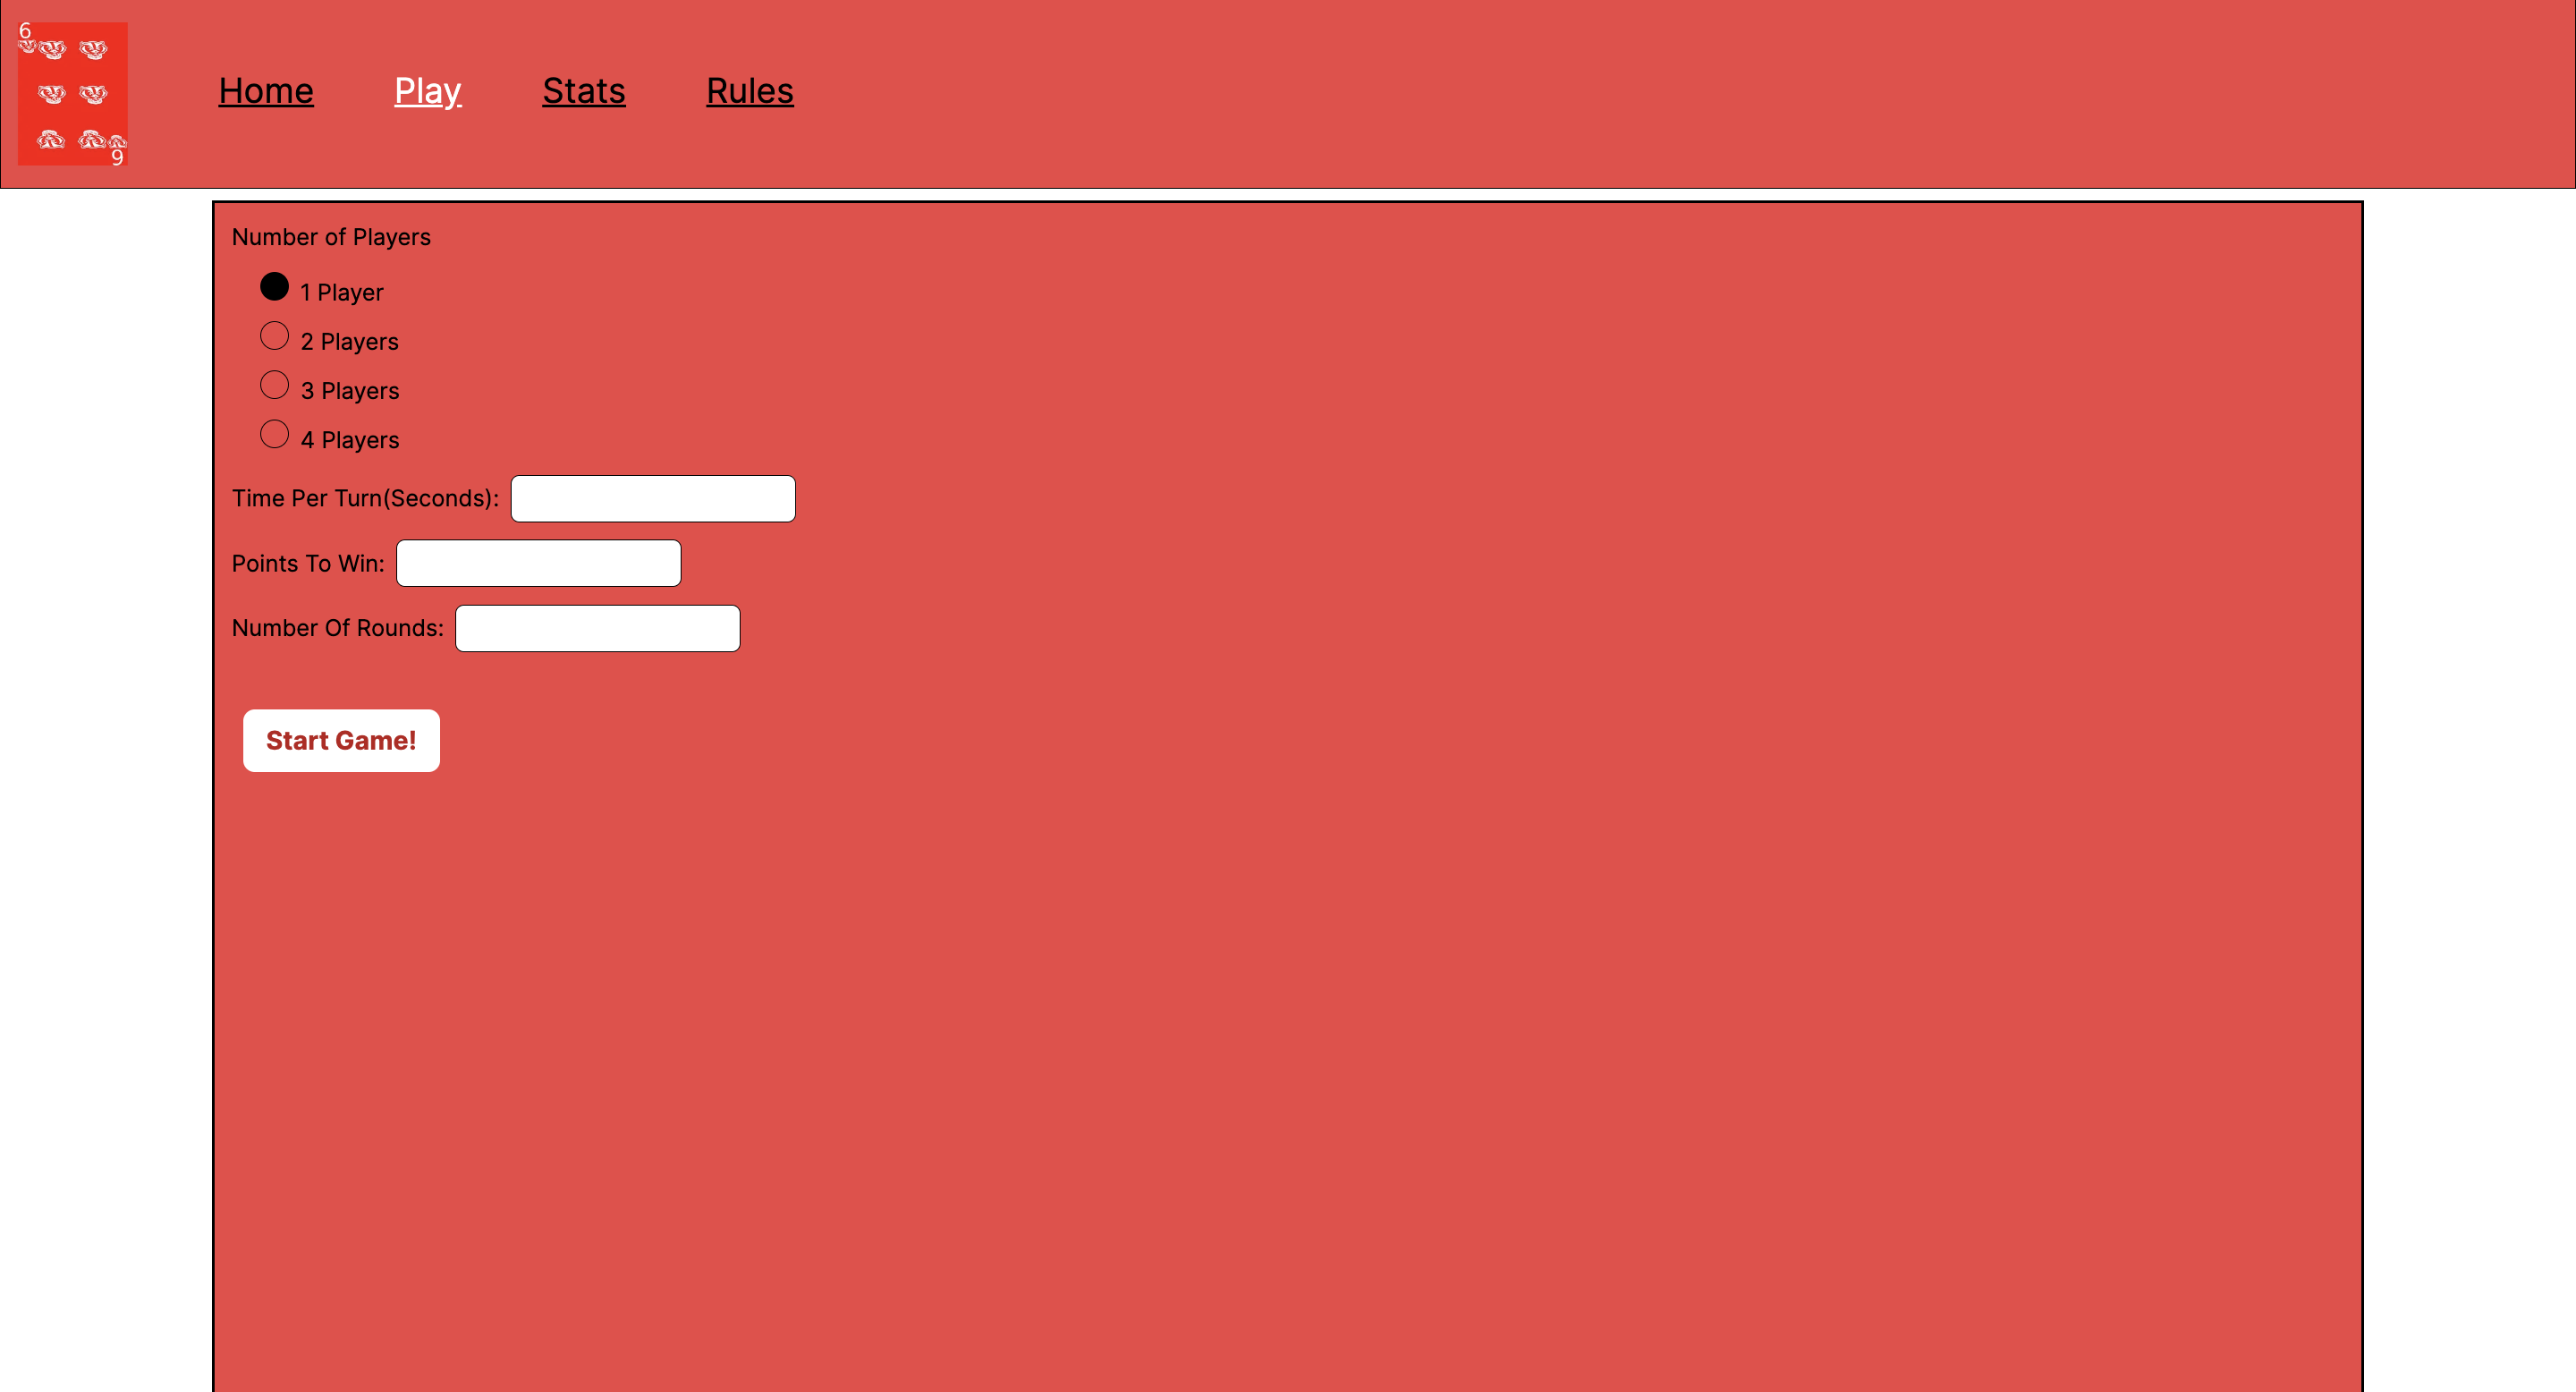 6
Home Play Stats Rules
9
Number of Players
1 Player
2 Players
3 Players
4 Players
Time Per Turn(Seconds):
Points To Win:
Number Of Rounds:
Start Game!